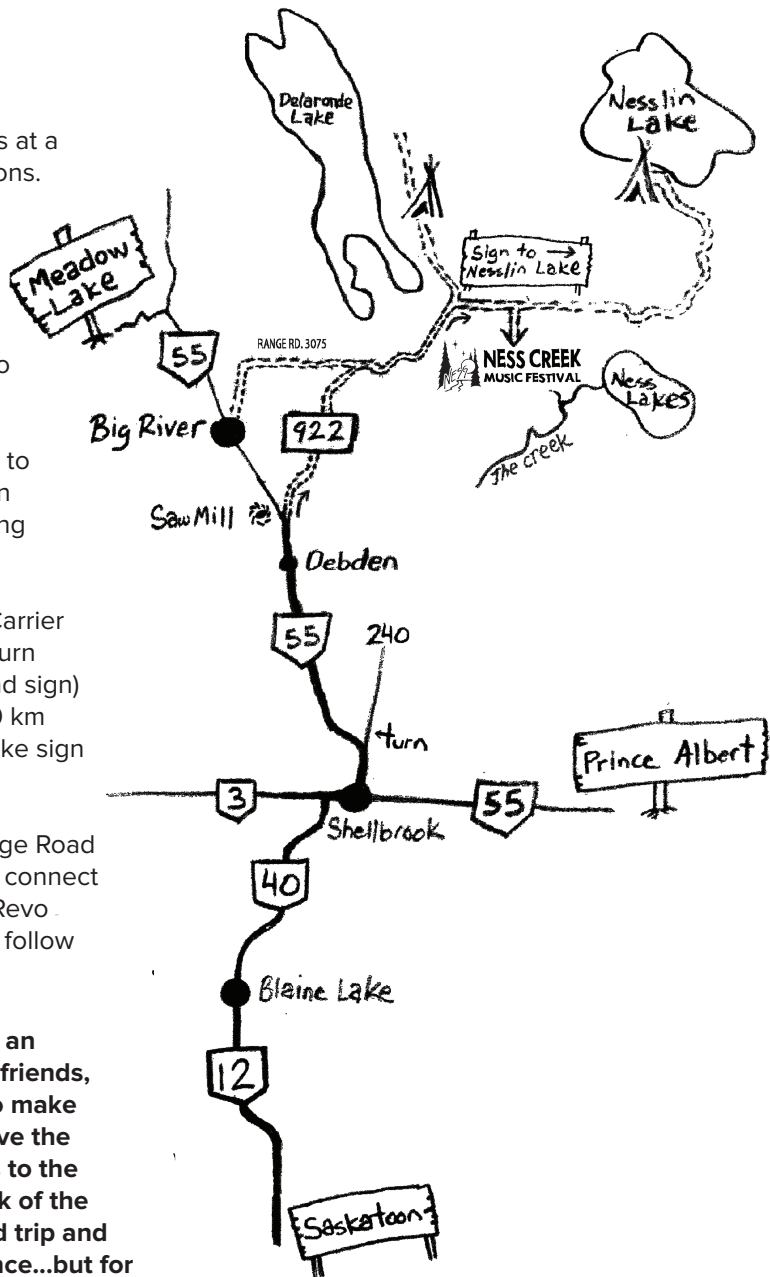 s at a
ons.
o
to
n
ng
Carrier
urn
d sign)
0 km
ke sign
ge Road
connect
Revo
follow
an
friends,
o make
ve the
s to the
k of the
d trip and
nce...but for
Delaronde
Lake
Nesslin
Lake
Meadow
Lake
Sign to →
Nesslin Lake
55
RANGE RD. 3075
NESS CREEK
MUSIC FESTIVAL
Ness
Lakes
Big River
922
The creek
Saw Mill
Debden
55
240
turn
Prince Albert
3
55
Shellbrook
40
Blaine Lake
12
Saskatoon